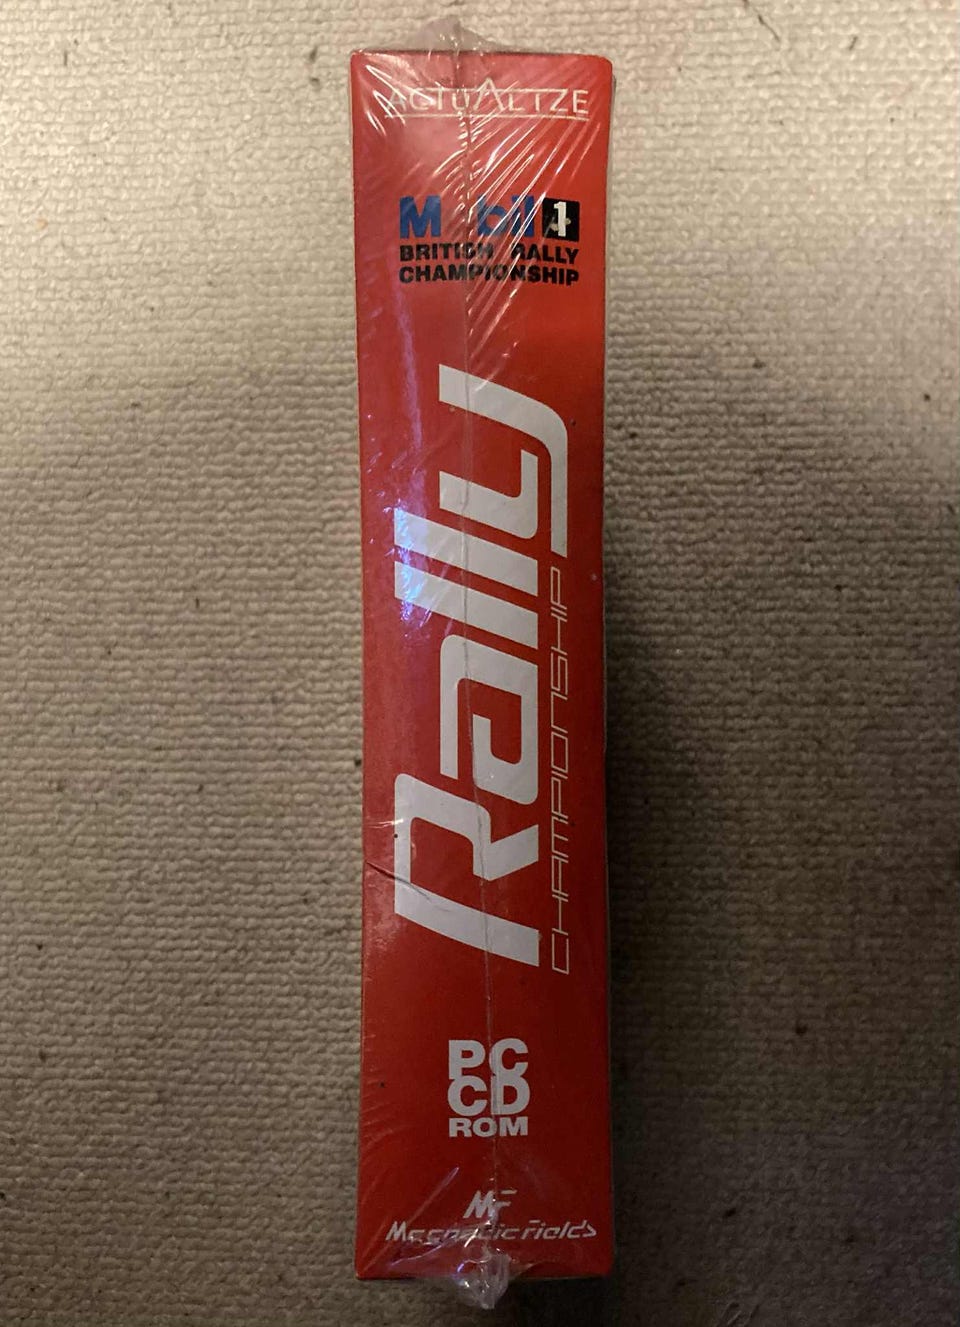 ACTUALIZE
Mobil 1
BRITISH RALLY
CHAMPIONSHIP
Rally
CHAMPIONSHIP
PC
CD
ROM
MF
Magnetic Fields